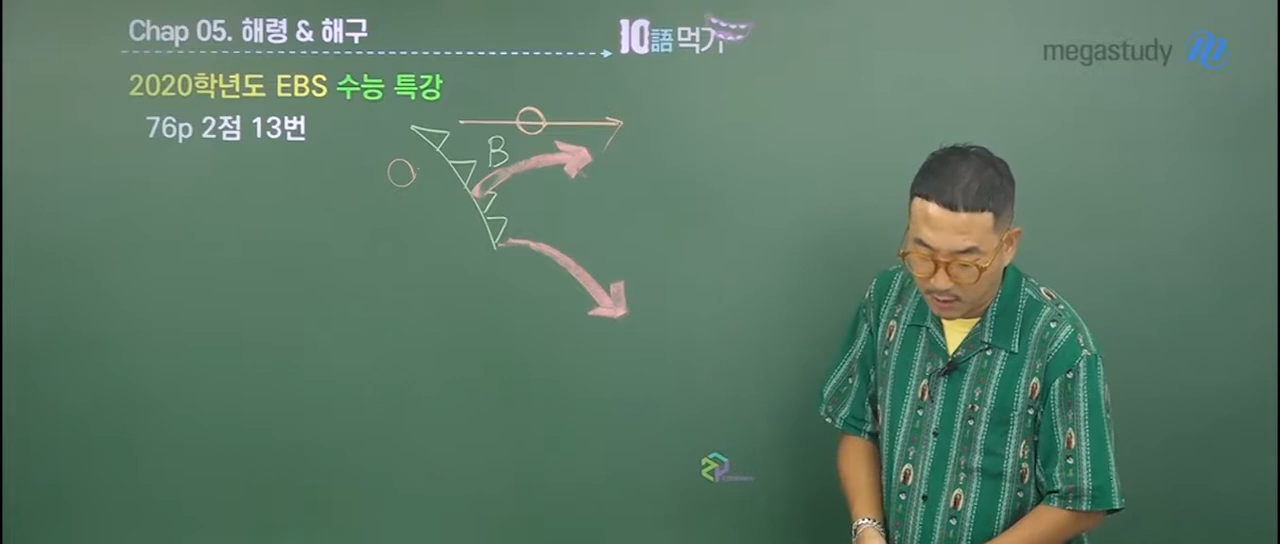 Chap 05. 해령 & 해구
10語먹기
megastudy
2020학년도 EBS 수능 특강
76p 2점 13번
B